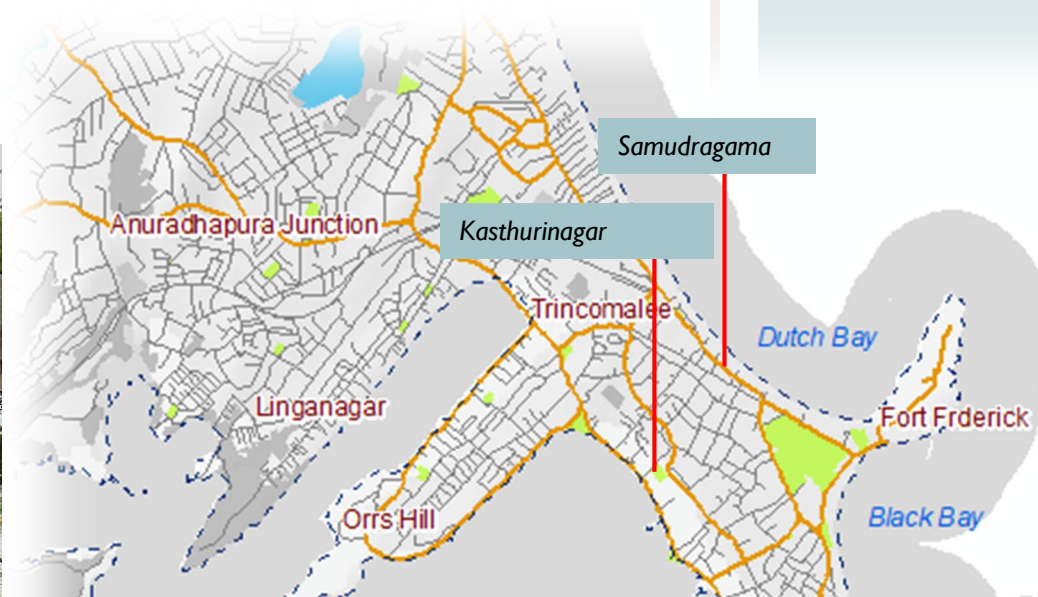 Samudragama
Anuradhapura Junction
Kasthurinagar
Trincomalee
Dutch Bay
Linganagar
Fort Frderick
Orrs Hill
Black Bay